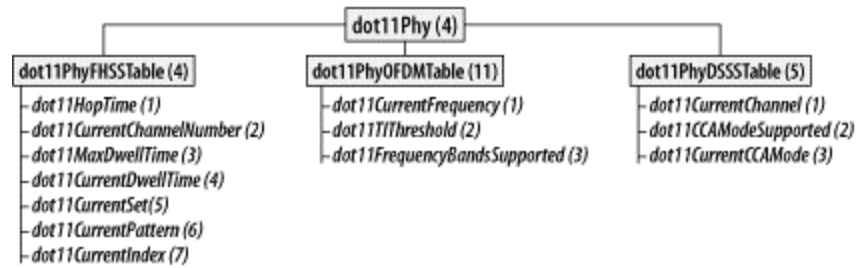 dot11Phy (4)
dot11PhyFHSSTable (4)
dot11HopTime (1)
dot11CurrentChannelNumber (2)
dot11MaxDwellTime (3)
dot11CurrentDwellTime (4)
dot11CurrentSet(5)
dot11CurrentPattern (6)
dot11CurrentIndex (7)
dot11PhyOFDMTable (11)
dot11CurrentFrequency (1)
dot11TIThreshold (2)
dot11FrequencyBandsSupported (3)
dot11PhyDSSSTable (5)
dot11CurrentChannel (1)
dot11CCAModeSupported (2)
dot11CurrentCCAMode (3)